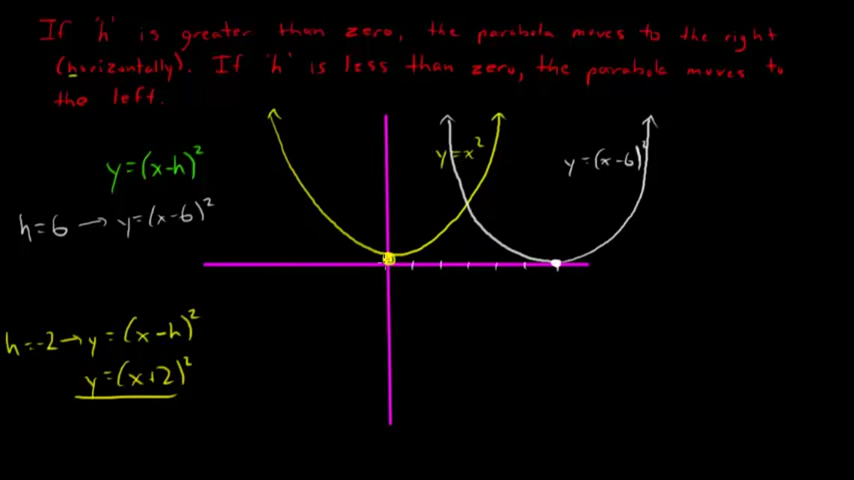 If 'h' is greater than zero, the parabola moves to the right
(horizontally). If 'h' is less than zero, the parabola moves to
the left.
y=x²
y=(x-6)²
y=(x-h)²
h=6 → y=(x-6)²
h=-2 → y=(x-h)²
y=(x+2)²